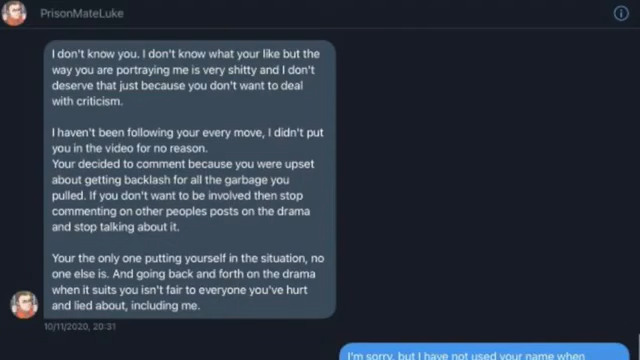 PrisonMateLuke
I don't know you. I don't know what your like but the
way you are portraying me is very shitty and I don't
deserve that just because you don't want to deal
with criticism.
I haven't been following your every move, I didn't put
you in the video for no reason.
Your decided to comment because you were upset
about getting backlash for all the garbage you
pulled. If you don't want to be involved then stop
commenting on other peoples posts on the drama
and stop talking about it.
Your the only one putting yourself in the situation, no
one else is. And going back and forth on the drama
when it suits you isn't fair to everyone you've hurt
and lied about, including me.
10/11/2020, 20:31
I'm sorry, but I have not used your name when